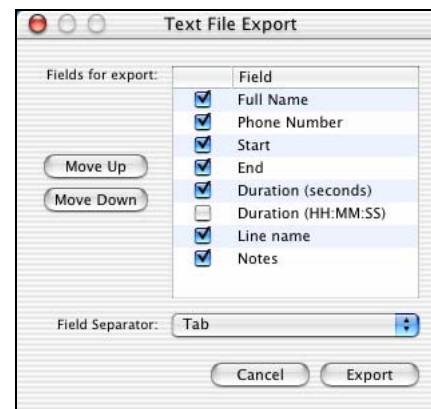 Text File Export
Fields for export:
Field
Full Name
Phone Number
Start
End
Duration (seconds)
Duration (HH:MM:SS)
Line name
Notes
Move Up
Move Down
Field Separator: Tab
Cancel Export